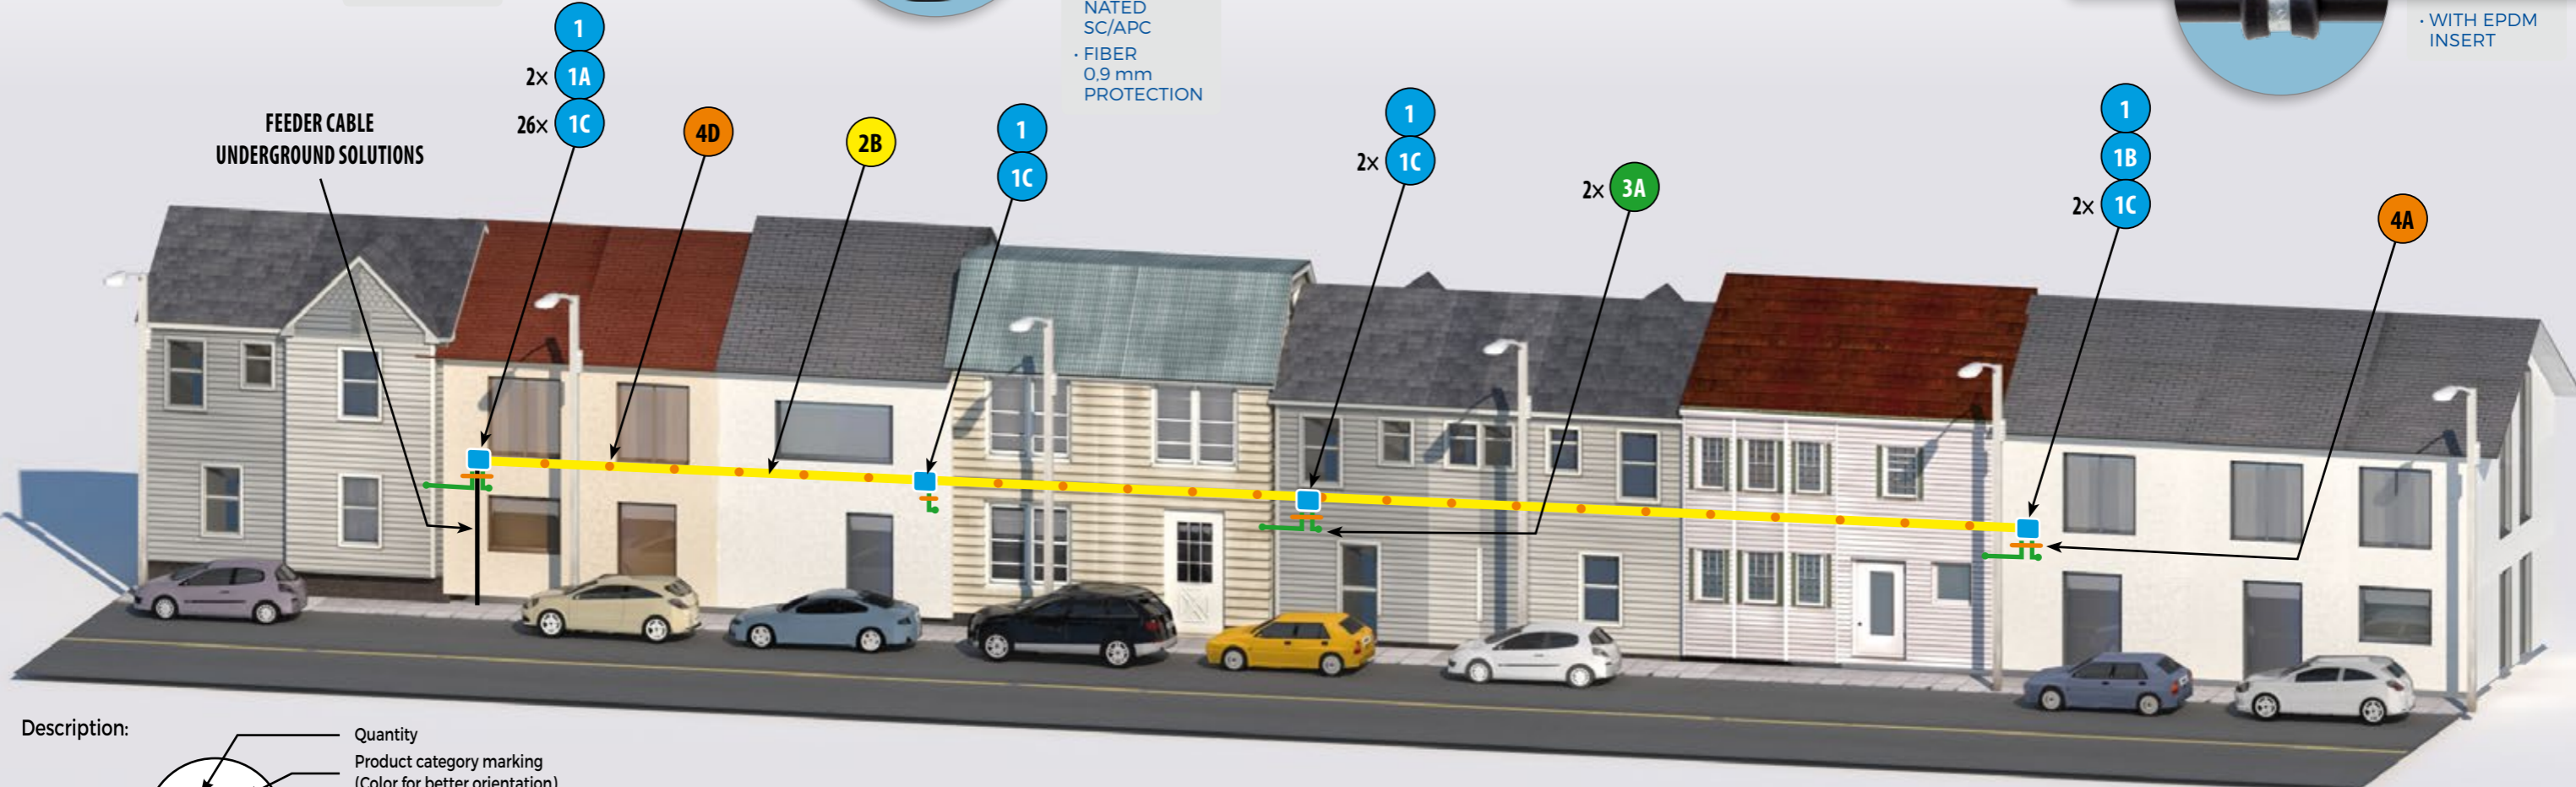 NATED
SC/APC
• FIBER
0,9 mm
PROTECTION
• WITH EPDM
INSERT
1
2x 1A
26x 1C
FEEDER CABLE
UNDERGROUND SOLUTIONS
4D
2B
1
1C
1
2x 1C
2x 3A
1
1B
2x 1C
4A
Description:
Quantity
Product category marking
(Color for better orientation)